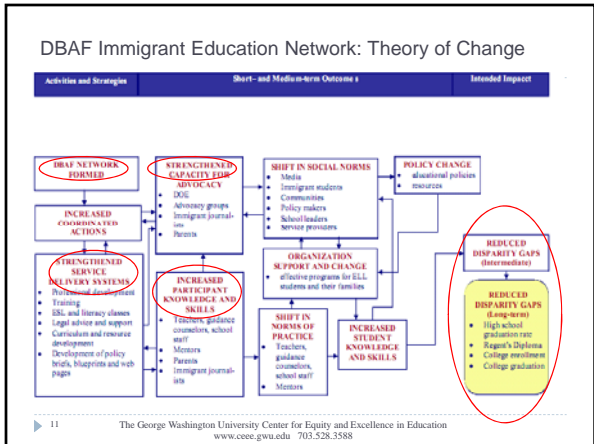 DBAF Immigrant Education Network: Theory of Change
Activities and Strategies
Short- and Medium-term Outcomes
Intended Impacct
DBAF NETWORK
FORMED
INCREASED
COORDINATED
ACTIONS
STRENGTHENED
SERVICE
DELIVERY SYSTEMS
• Professional development
• Training
• ESL and literacy classes
• Legal advice and support
• Curriculum and resource
development
• Development of policy
briefs, blueprints and web
pages
STRENGTHENED
CAPACITY FOR
ADVOCACY
• DOE
• Advocacy groups
• Immigrant journal-
ists
• Parents
INCREASED
PARTICIPANT
KNOWLEDGE AND
SKILLS
• Teachers, guidance
counselors, school
staff
• Mentors
• Parents
• Immigrant journal-
ists
SHIFT IN SOCIAL NORMS
• Media
• Immigrant students
• Communities
• Policy makers
• School leaders
• Service providers
ORGANIZATION
SUPPORT AND CHANGE
• effective programs for ELL
students and their families
SHIFT IN
NORMS OF
PRACTICE
• Teachers,
guidance
counselors,
school staff
• Mentors
INCREASED
STUDENT
KNOWLEDGE
AND SKILLS
POLICY CHANGE
• educational policies
• resources
REDUCED
DISPARITY GAPS
(Intermediate)
REDUCED
DISPARITY GAPS
(Long-term)
• High school
graduation rate
• Regent's Diploma
• College enrollment
• College graduation
11
The George Washington University Center for Equity and Excellence in Education
www.ceee.gwu.edu 703.528.3588